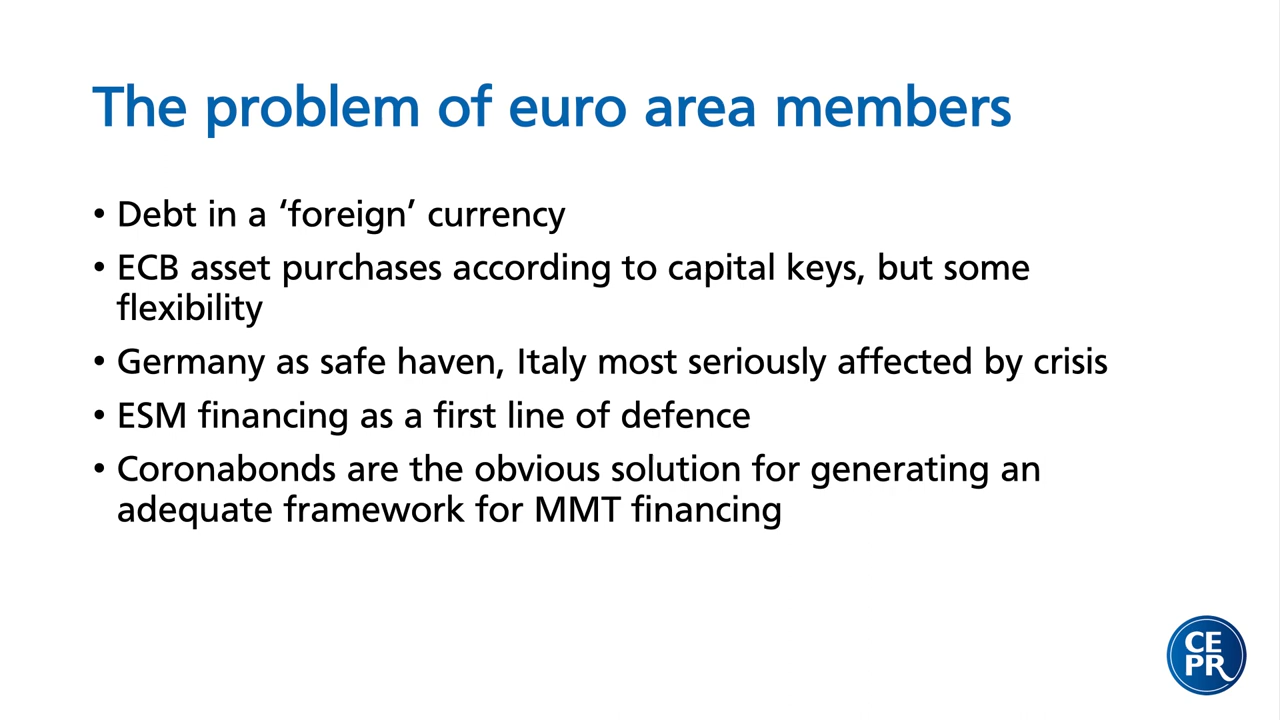 The problem of euro area members
• Debt in a ‘foreign’ currency
• ECB asset purchases according to capital keys, but some
flexibility
• Germany as safe haven, Italy most seriously affected by crisis
• ESM financing as a first line of defence
• Coronabonds are the obvious solution for generating an
adequate framework for MMT financing
CE
PR